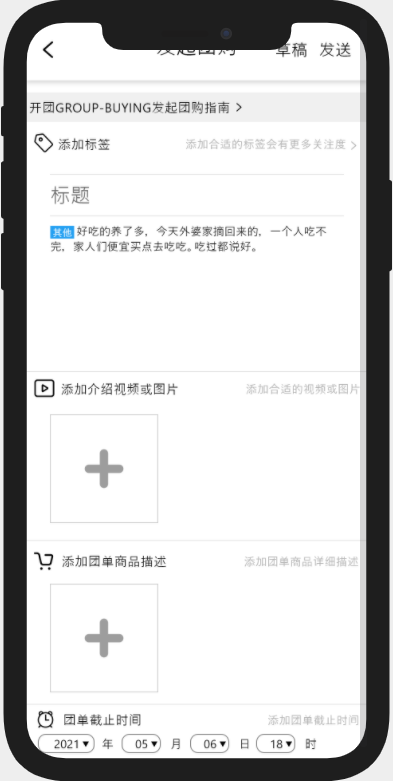 发起团购 草稿 发送
开团GROUP-BUYING发起团购指南 >
添加标签 添加合适的标签会有更多关注度 >
标题
其他 好吃的养了多，今天外婆家摘回来的，一个人吃不
完，家人们便宜买点去吃吃。吃过都说好。
添加介绍视频或图片 添加合适的视频或图片
添加团单商品描述 添加团单商品详细描述
团单截止时间 添加团单截止时间
2021 ▼ 年 05 ▼ 月 06 ▼ 日 18 ▼ 时